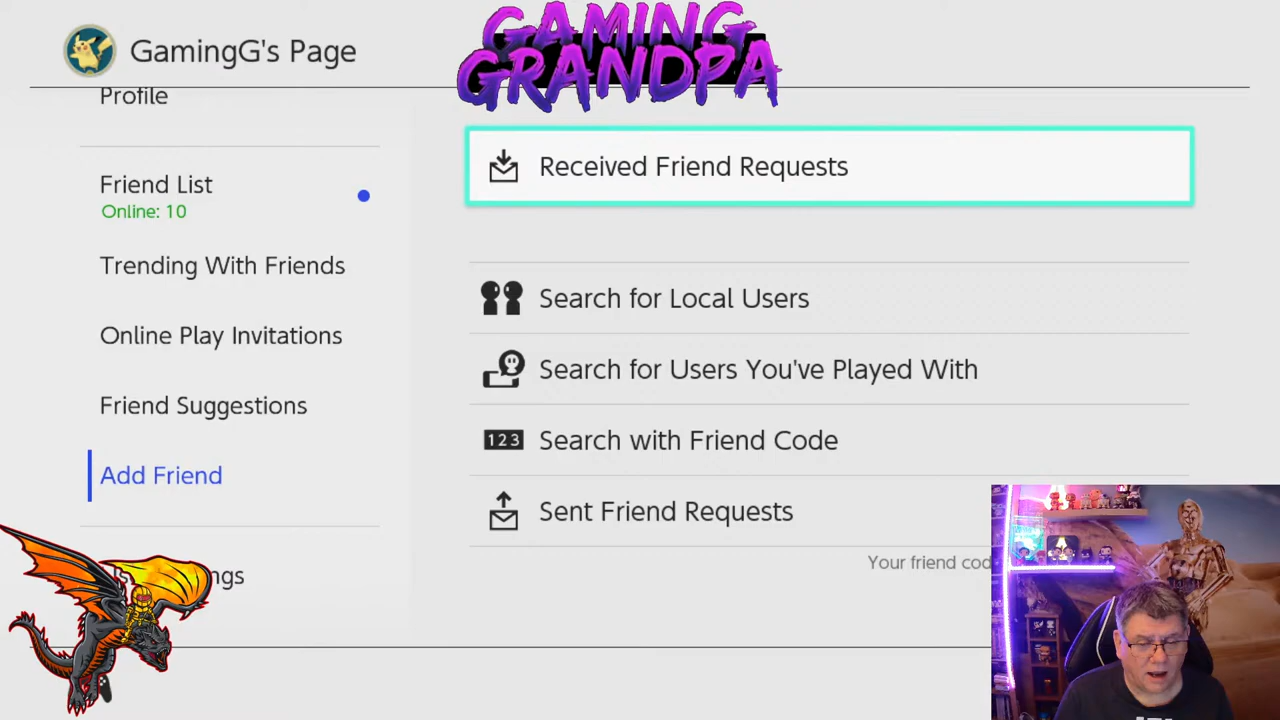 GamingG's Page
GAMING
GRANDPA
Profile
Friend List
Online: 10
Trending With Friends
Online Play Invitations
Friend Suggestions
Add Friend
Received Friend Requests
Search for Local Users
Search for Users You've Played With
123
Search with Friend Code
Sent Friend Requests
Your friend cod